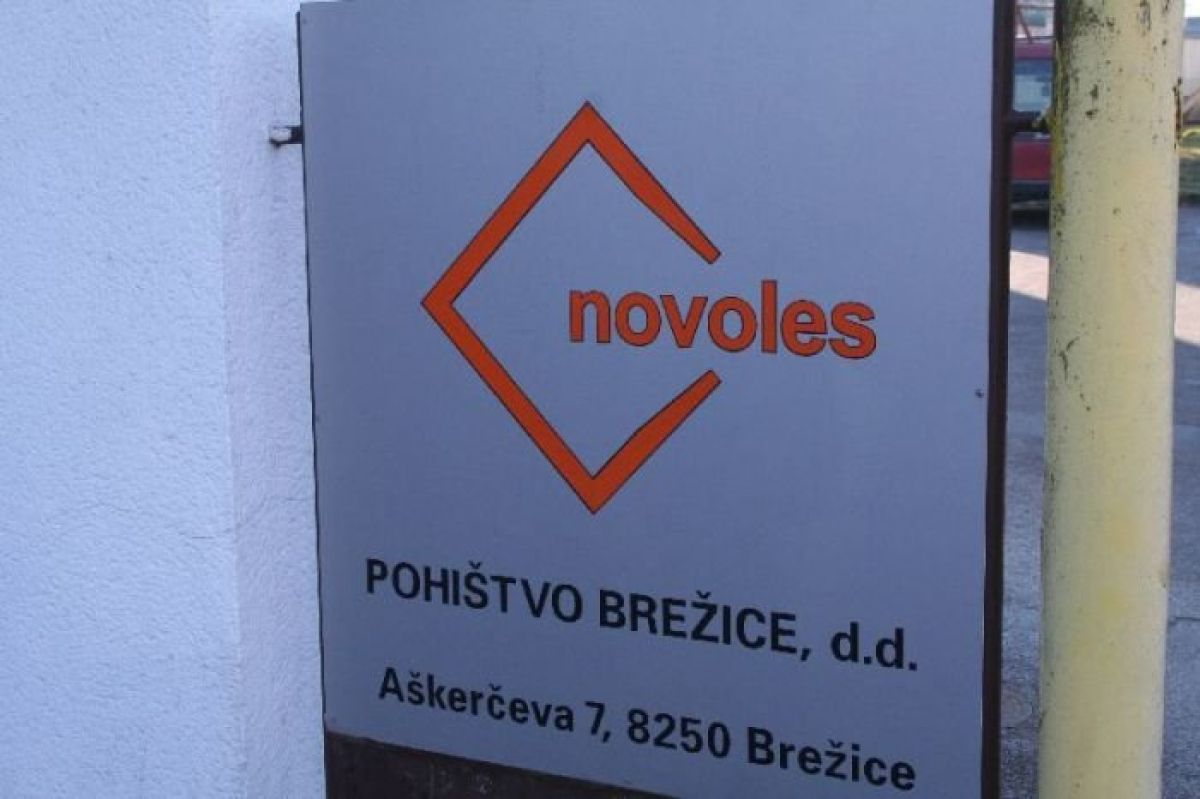 novoles
POHIŠTVO BREŽICE, d.d.
Aškerčeva 7, 8250 Brežice